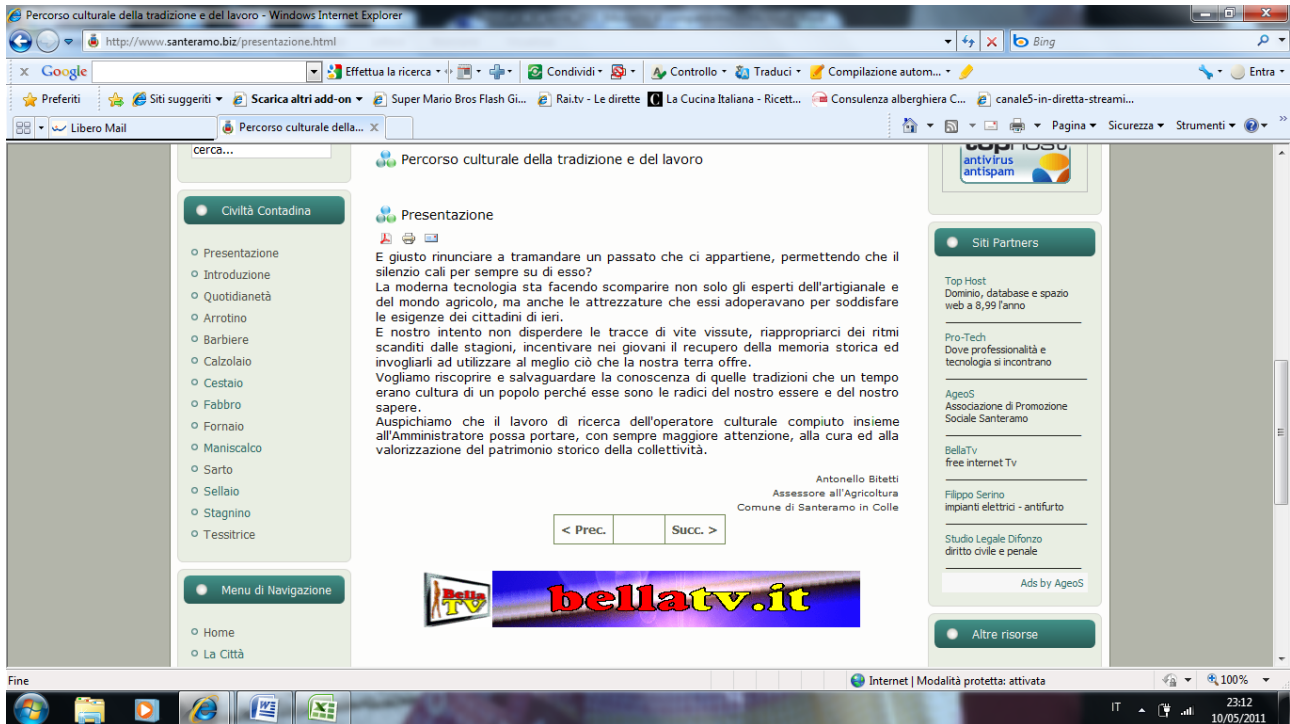 Percorso culturale della tradizione e del lavoro - Windows Internet Explorer
http://www.santeramo.biz/presentazione.html
Bing
x Google
Effettua la ricerca
Condividi
Controllo
Traduci
Compilazione autom...
Entra
Preferiti
Siti suggeriti
Scarica altri add-on
Super Mario Bros Flash Gi...
Rai.tv - Le dirette
La Cucina Italiana - Ricett...
Consulenza alberghiera C...
canale5-in-diretta-streami...
Libero Mail
Percorso culturale della... x
Pagina
Sicurezza
Strumenti
cerca...
Civiltà Contadina
Presentazione
Introduzione
Quotidianetà
Arrotino
Barbiere
Calzolaio
Cestaio
Fabbro
Fornaio
Maniscalco
Sarto
Sellaio
Stagnino
Tessitrice
Menu di Navigazione
Home
La Città
Percorso culturale della tradizione e del lavoro
Presentazione
E giusto rinunciare a tramandare un passato che ci appartiene, permettendo che il
silenzio cali per sempre su di esso?
La moderna tecnologia sta facendo scomparire non solo gli esperti dell'artigianale e
del mondo agricolo, ma anche le attrezzature che essi adoperavano per soddisfare
le esigenze dei cittadini di ieri.
E nostro intento non disperdere le tracce di vite vissute, riappropriarci dei ritmi
scanditi dalle stagioni, incentivare nei giovani il recupero della memoria storica ed
invogliarli ad utilizzare al meglio ciò che la nostra terra offre.
Vogliamo riscoprire e salvaguardare la conoscenza di quelle tradizioni che un tempo
erano cultura di un popolo perché esse sono le radici del nostro essere e del nostro
sapere.
Auspichiamo che il lavoro di ricerca dell'operatore culturale compiuto insieme
all'Amministratore possa portare, con sempre maggiore attenzione, alla cura ed alla
valorizzazione del patrimonio storico della collettività.
Antonello Bitetti
Assessore all'Agricoltura
Comune di Santeramo in Colle
< Prec.
Succ. >
Bella
TV
bellatv.it
topHost
antivirus
antispam
Siti Partners
Top Host
Dominio, database e spazio
web a 8,99 l'anno
Pro-Tech
Dove professionalità e
tecnologia si incontrano
AgeoS
Associazione di Promozione
Sociale Santeramo
BellaTv
free internet Tv
Filippo Serino
impianti elettrici - antifurto
Studio Legale Difonzo
diritto civile e penale
Ads by AgeoS
Altre risorse
Fine
Internet | Modalità protetta: attivata
100%
IT
23:12
10/05/2011